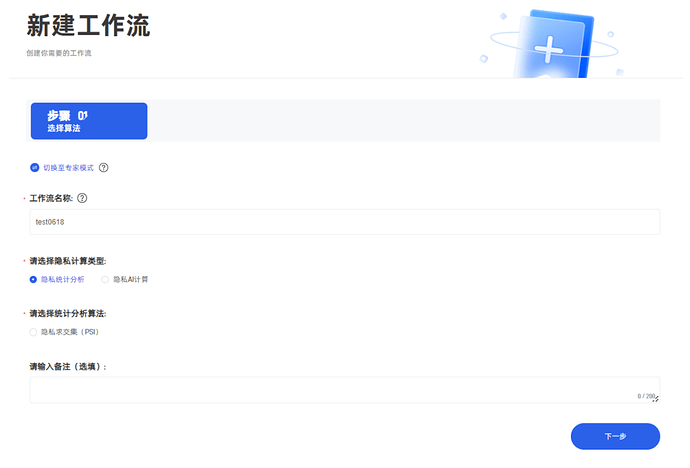 新建工作流
创建你需要的工作流
步骤 01
选择算法
切换至专家模式 ?
* 工作流名称: ?
test0618
* 请选择隐私计算类型:
隐私统计分析 隐私AI计算
* 请选择统计分析算法:
隐私求交集（PSI）
请输入备注（选填）:
0 / 200
下一步